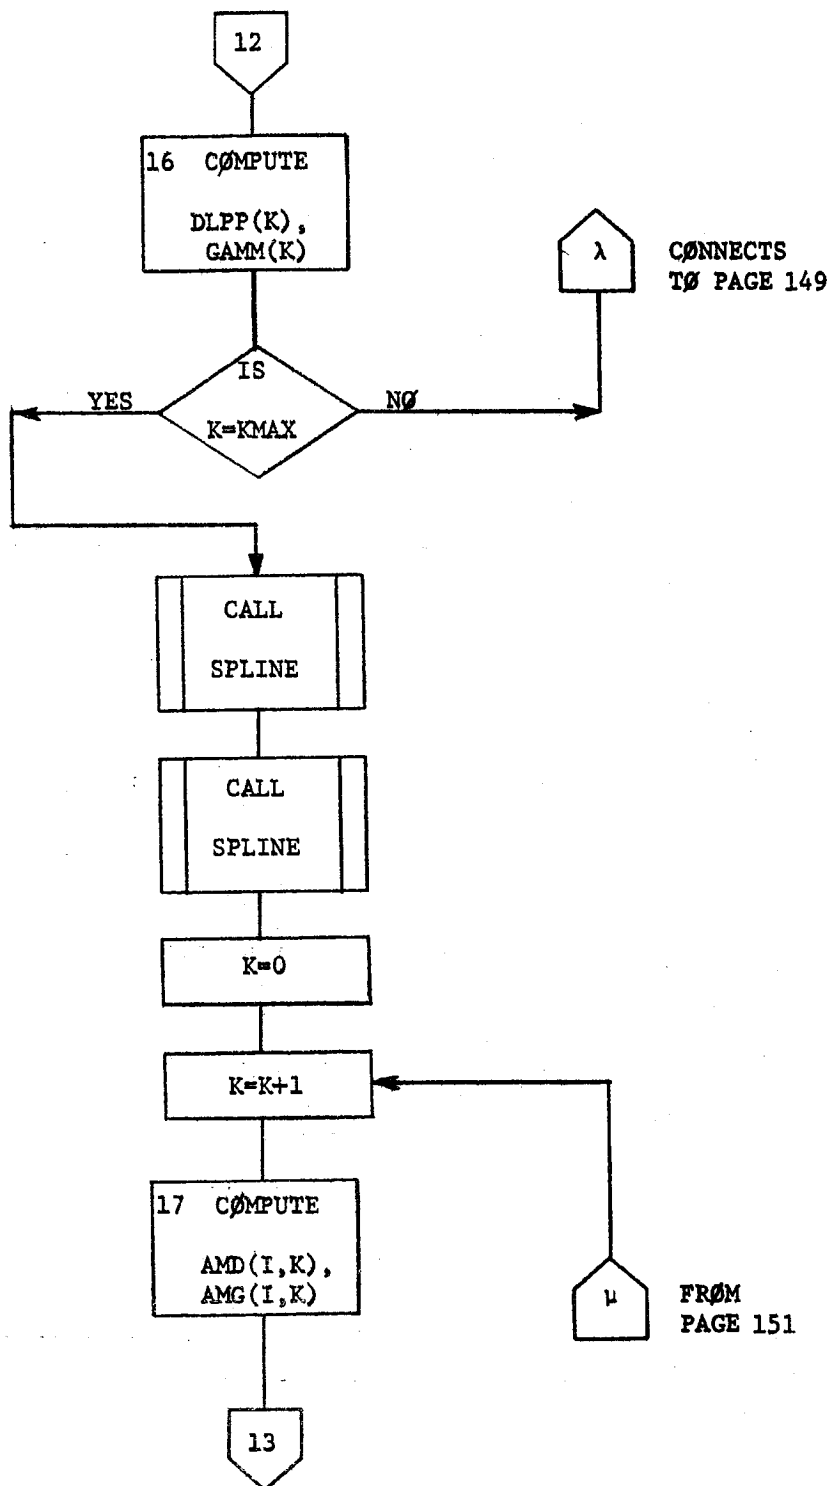 12
16 CØMPUTE
DLPP(K),
GAMM(K)
λ
CØNNECTS
TØ PAGE 149
IS
K=KMAX
YES
NØ
CALL
SPLINE
CALL
SPLINE
K=0
K=K+1
17 CØMPUTE
AMD(I,K),
AMG(I,K)
μ
FRØM
PAGE 151
13